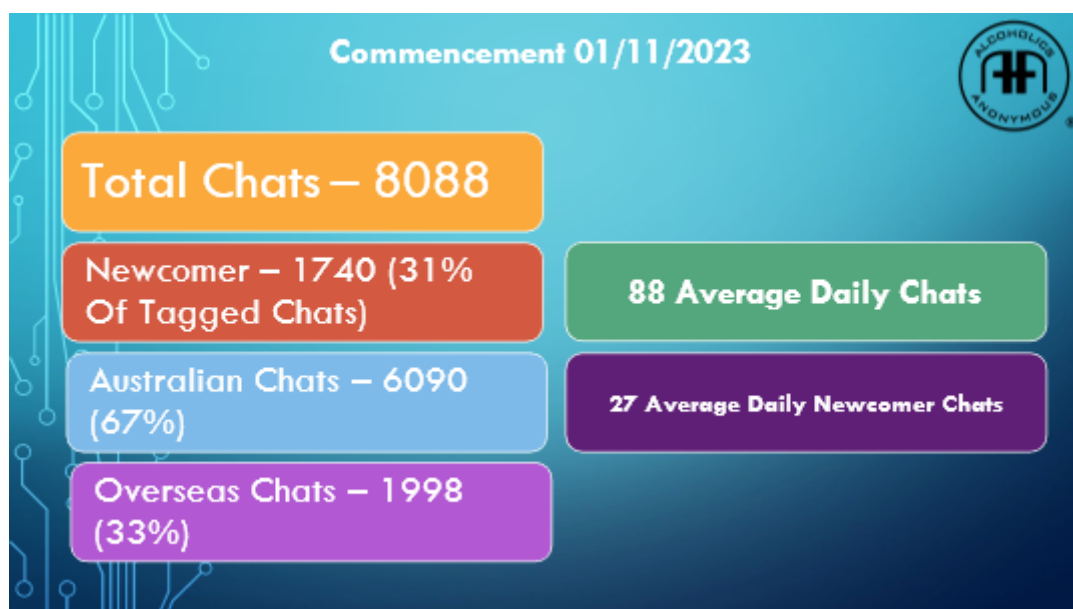 Commencement 01/11/2023
ALCOHOLICS
AA
ANONYMOUS
®
Total Chats – 8088
Newcomer – 1740 (31%
Of Tagged Chats)
88 Average Daily Chats
Australian Chats – 6090
(67%)
27 Average Daily Newcomer Chats
Overseas Chats – 1998
(33%)